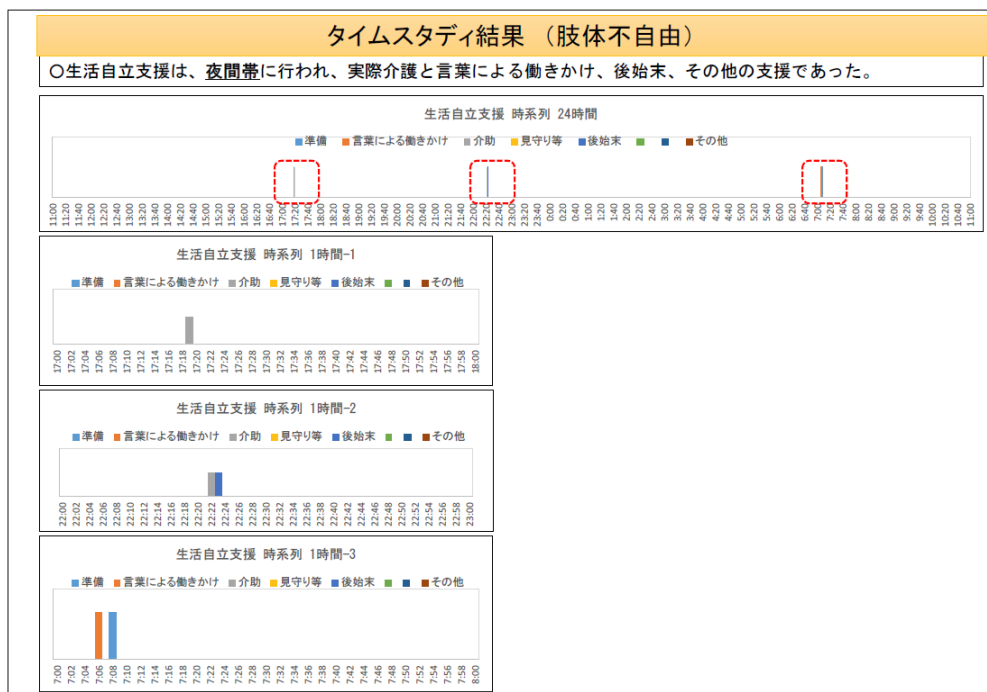 タイムスタディ結果 （肢体不自由）
○生活自立支援は、夜間帯に行われ、実際介護と言葉による働きかけ、後始末、その他の支援であった。
生活自立支援 時系列 24時間
準備 言葉による働きかけ 介助 見守り等 後始末 その他
11:00 11:20 11:40 12:00 12:20 12:40 13:00 13:20 13:40 14:00 14:20 14:40 15:00 15:20 15:40 16:00 16:20 16:40 17:00 17:20 17:40 18:00 18:20 18:40 19:00 19:20 19:40 20:00 20:20 20:40 21:00 21:20 21:40 22:00 22:20 22:40 23:00 23:20 23:40 0:00 0:20 0:40 1:00 1:20 1:40 2:00 2:20 2:40 3:00 3:20 3:40 4:00 4:20 4:40 5:00 5:20 5:40 6:00 6:20 6:40 7:00 7:20 7:40 8:00 8:20 8:40 9:00 9:20 9:40 10:00 10:20 10:40 11:00
生活自立支援 時系列 1時間-1
準備 言葉による働きかけ 介助 見守り等 後始末 その他
17:00 17:02 17:04 17:06 17:08 17:10 17:12 17:14 17:16 17:18 17:20 17:22 17:24 17:26 17:28 17:30 17:32 17:34 17:36 17:38 17:40 17:42 17:44 17:46 17:48 17:50 17:52 17:54 17:56 17:58 18:00
生活自立支援 時系列 1時間-2
準備 言葉による働きかけ 介助 見守り等 後始末 その他
22:00 22:02 22:04 22:06 22:08 22:10 22:12 22:14 22:16 22:18 22:20 22:22 22:24 22:26 22:28 22:30 22:32 22:34 22:36 22:38 22:40 22:42 22:44 22:46 22:48 22:50 22:52 22:54 22:56 22:58 23:00
生活自立支援 時系列 1時間-3
準備 言葉による働きかけ 介助 見守り等 後始末 その他
7:00 7:02 7:04 7:06 7:08 7:10 7:12 7:14 7:16 7:18 7:20 7:22 7:24 7:26 7:28 7:30 7:32 7:34 7:36 7:38 7:40 7:42 7:44 7:46 7:48 7:50 7:52 7:54 7:56 7:58 8:00